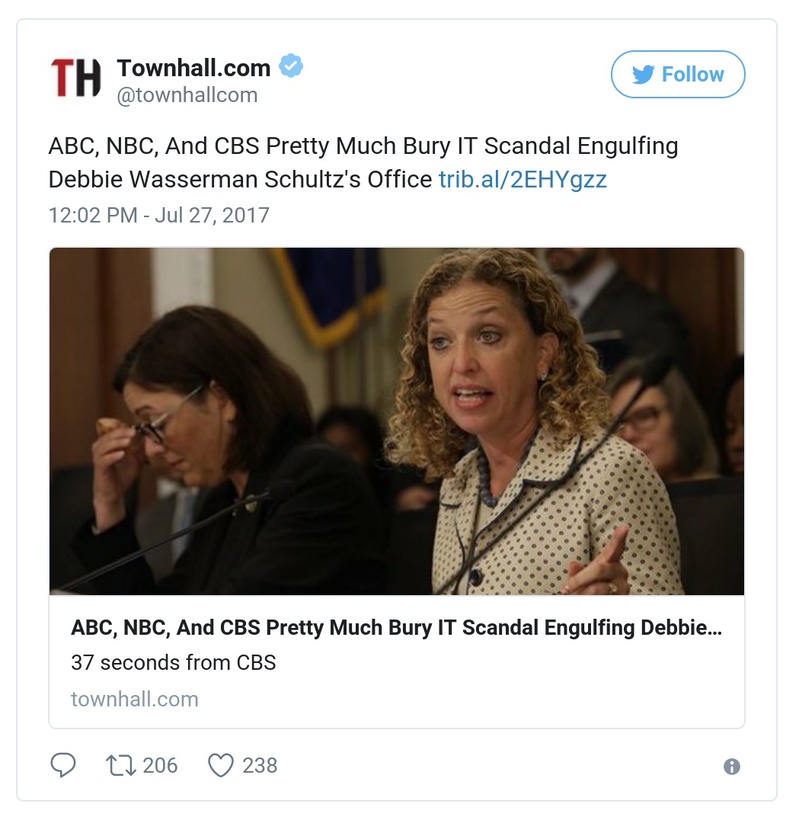 TH Townhall.com
@townhallcom
Follow
ABC, NBC, And CBS Pretty Much Bury IT Scandal Engulfing
Debbie Wasserman Schultz's Office trib.al/2EHYgzz
12:02 PM - Jul 27, 2017
ABC, NBC, And CBS Pretty Much Bury IT Scandal Engulfing Debbie...
37 seconds from CBS
townhall.com
206 238